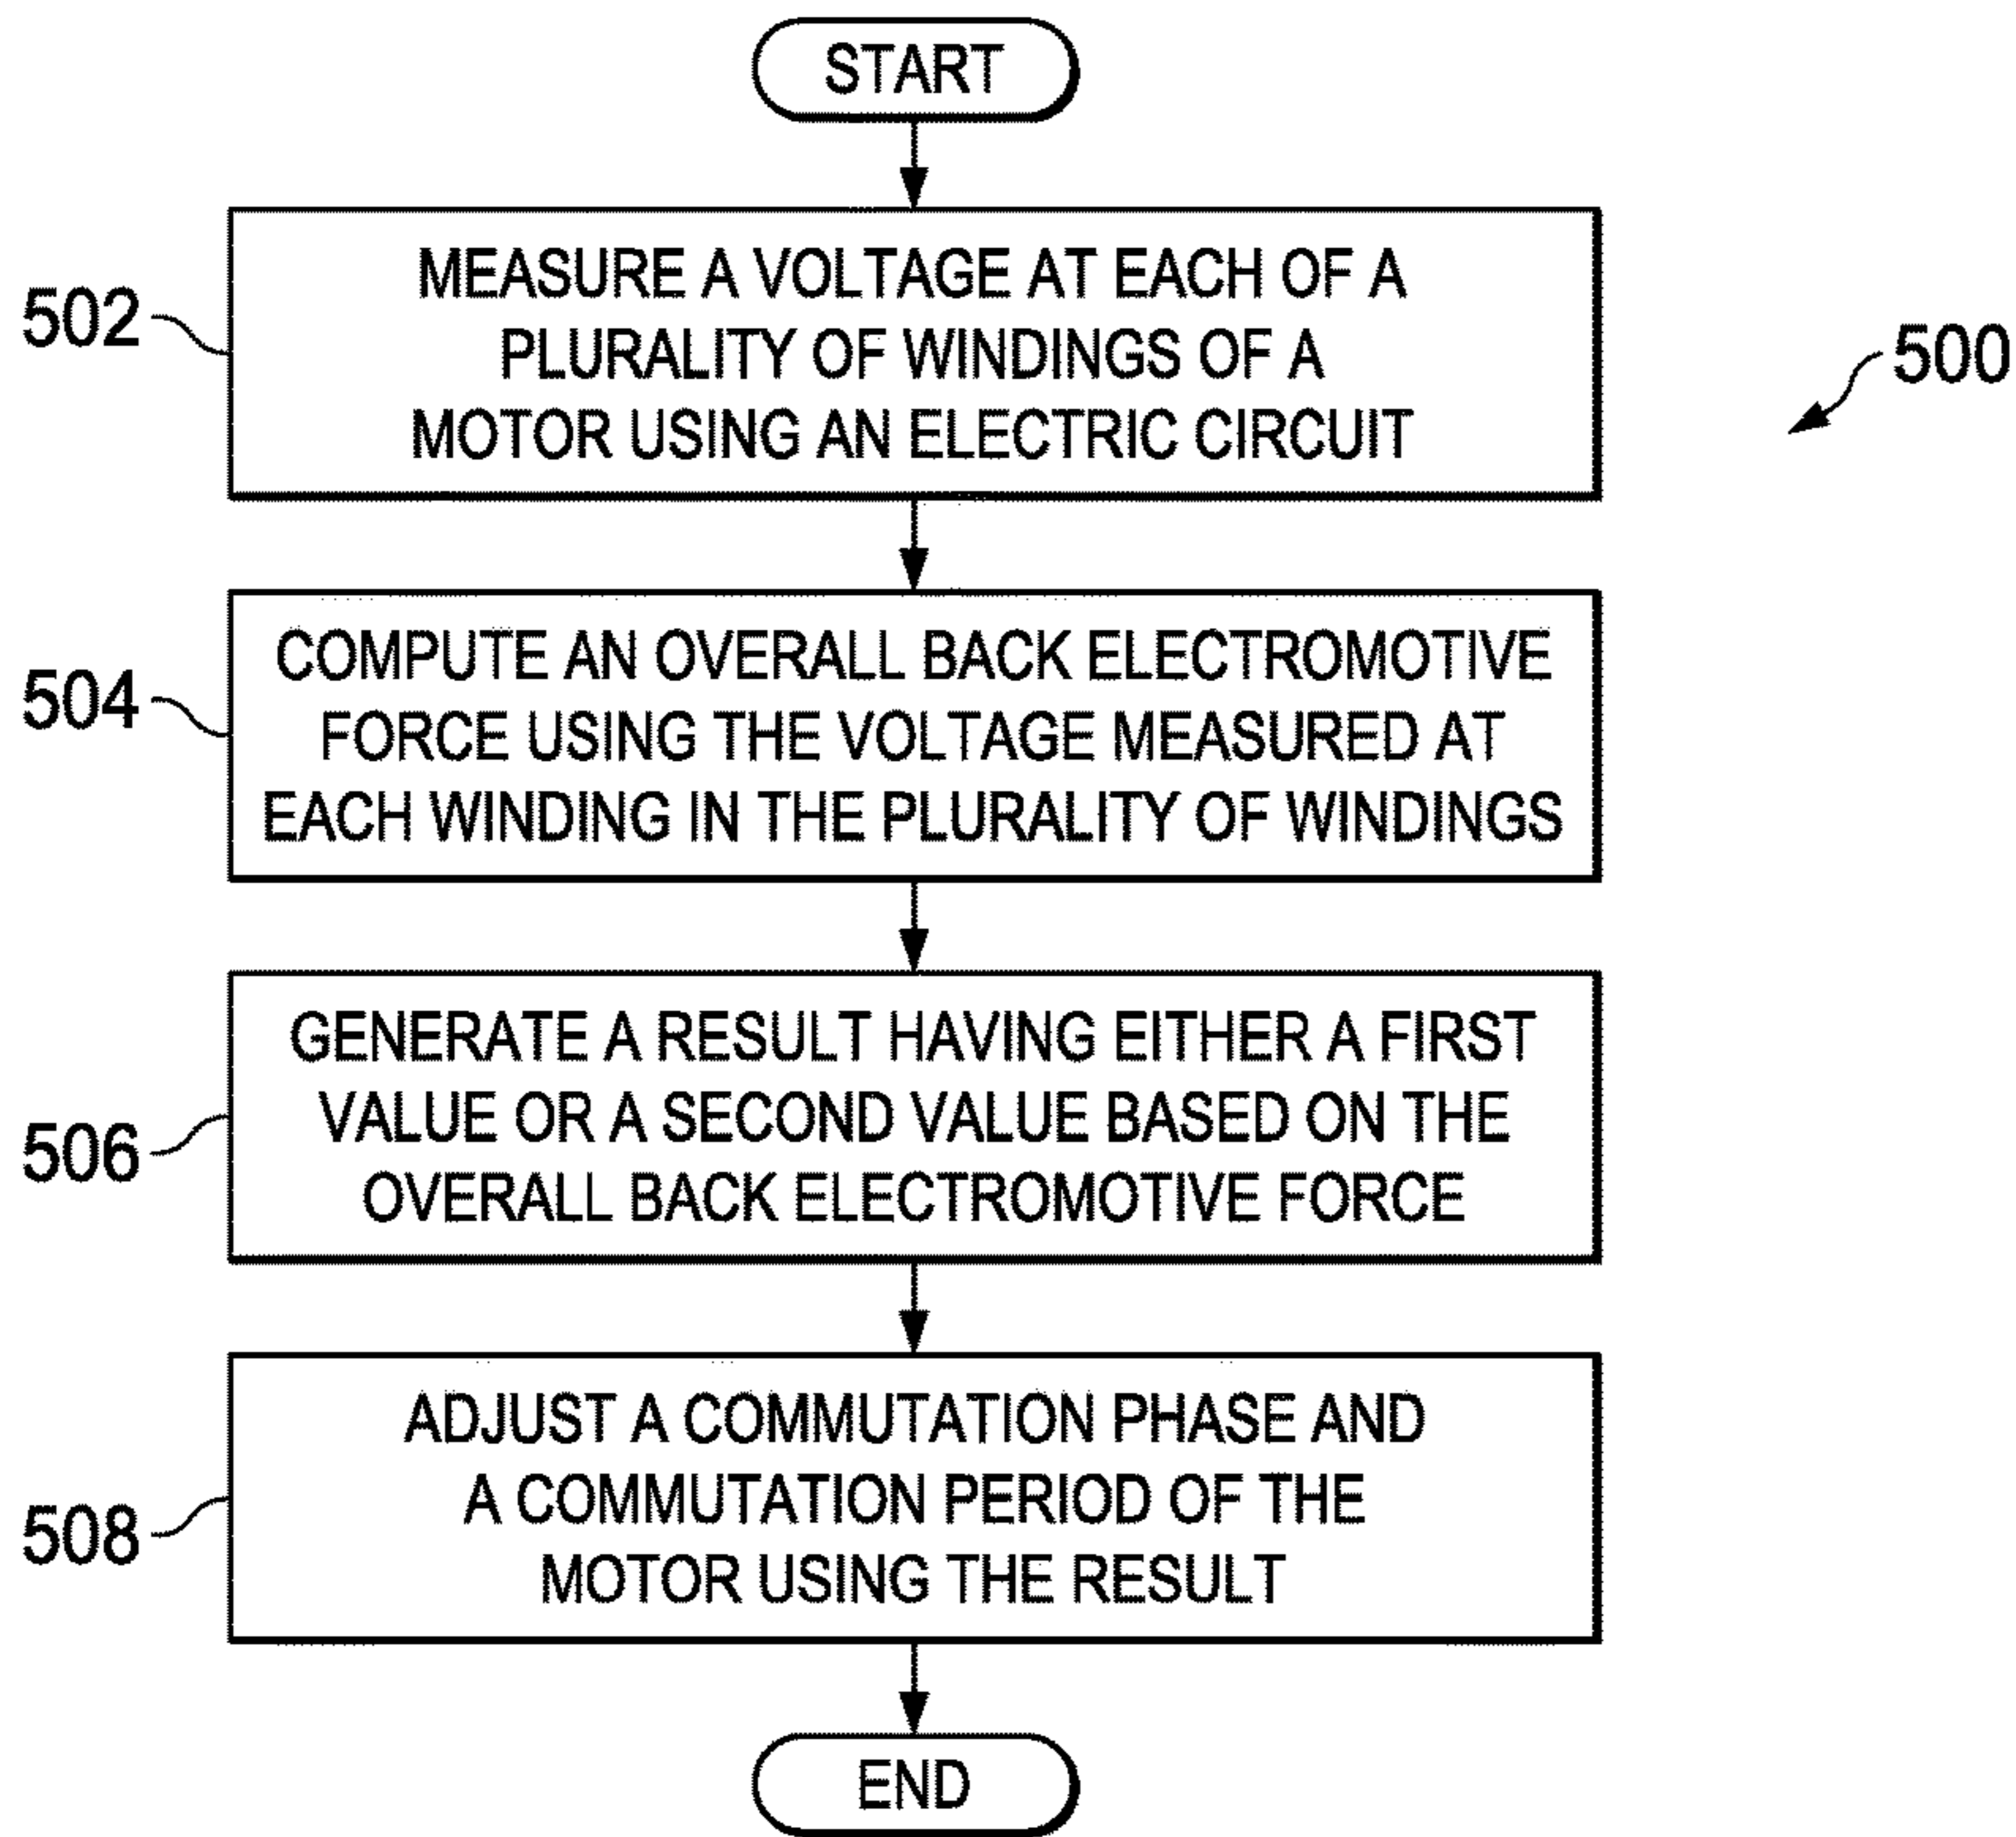 START
502
MEASURE A VOLTAGE AT EACH OF A
PLURALITY OF WINDINGS OF A
MOTOR USING AN ELECTRIC CIRCUIT
500
504
COMPUTE AN OVERALL BACK ELECTROMOTIVE
FORCE USING THE VOLTAGE MEASURED AT
EACH WINDING IN THE PLURALITY OF WINDINGS
506
GENERATE A RESULT HAVING EITHER A FIRST
VALUE OR A SECOND VALUE BASED ON THE
OVERALL BACK ELECTROMOTIVE FORCE
508
ADJUST A COMMUTATION PHASE AND
A COMMUTATION PERIOD OF THE
MOTOR USING THE RESULT
END